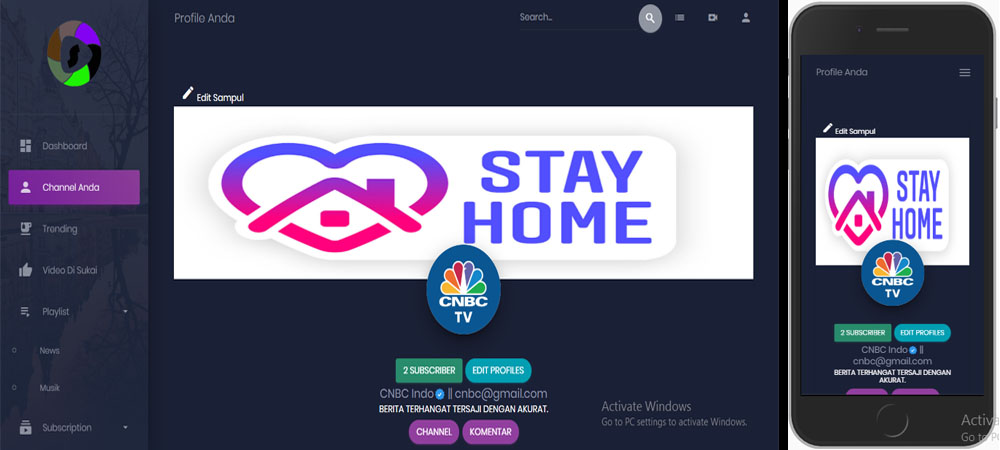 Profile Anda
Search...
Dashboard
Channel Anda
Trending
Video Di Sukai
Playlist
News
Musik
Subscription
Edit Sampul
STAY
HOME
CNBC
TV
2 SUBSCRIBER
EDIT PROFILES
CNBC Indo || cnbc@gmail.com
BERITA TERHANGAT TERSAJI DENGAN AKURAT.
CHANNEL
KOMENTAR
Activate Windows
Go to PC settings to activate Windows.
Profile Anda
Edit Sampul
STAY
HOME
CNBC
TV
2 SUBSCRIBER
EDIT PROFILES
CNBC Indo ||
cnbc@gmail.com
BERITA TERHANGAT TERSAJI DENGAN
AKURAT.
Activa
Go to PC